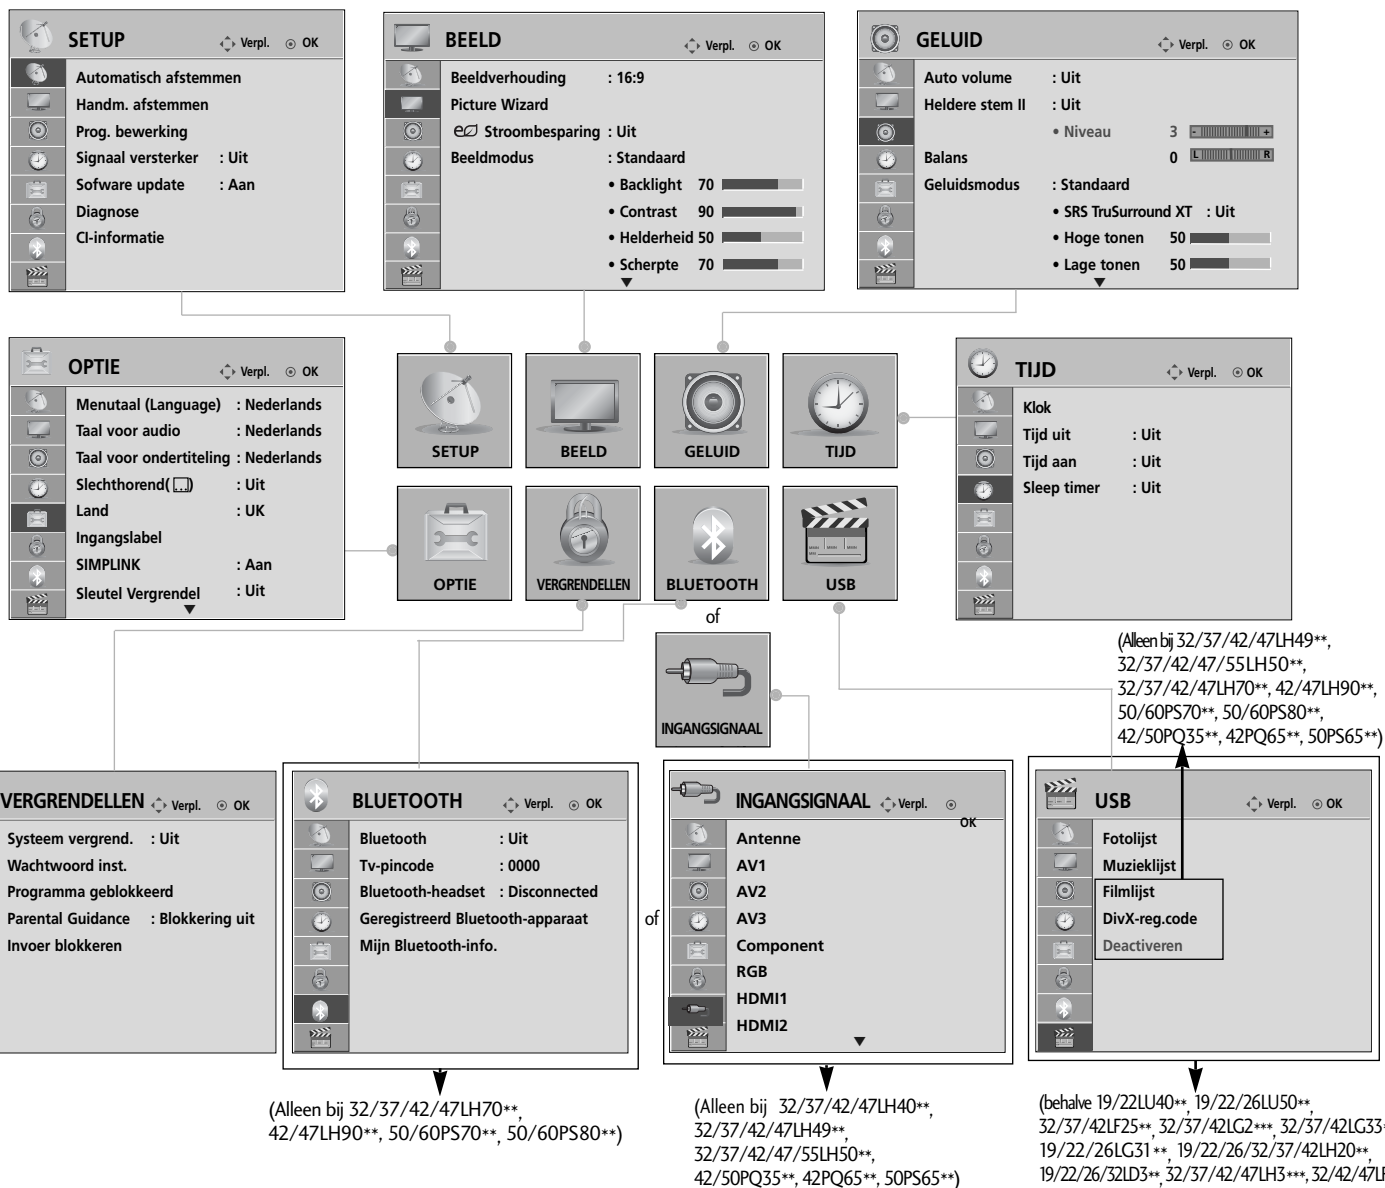 SETUP Verpl. OK
Automatisch afstemmen
Handm. afstemmen
Prog. bewerking
Signaal versterker : Uit
Sofware update : Aan
Diagnose
CI-informatie
BEELD Verpl. OK
Beeldverhouding : 16:9
Picture Wizard
Stroombesparing : Uit
Beeldmodus : Standaard
• Backlight 70
• Contrast 90
• Helderheid 50
• Scherpte 70
GELUID Verpl. OK
Auto volume : Uit
Heldere stem II : Uit
• Niveau 3 - +
Balans 0 L R
Geluidsmodus : Standaard
• SRS TruSurround XT : Uit
• Hoge tonen 50
• Lage tonen 50
OPTIE Verpl. OK
Menutaal (Language) : Nederlands
Taal voor audio : Nederlands
Taal voor ondertiteling : Nederlands
Slechthorend( ) : Uit
Land : UK
Ingangslabel
SIMPLINK : Aan
Sleutel Vergrendel : Uit
SETUP
BEELD
GELUID
TIJD
OPTIE
VERGRENDELLEN
BLUETOOTH
USB
of
INGANGSIGNAAL
TIJD Verpl. OK
Klok
Tijd uit : Uit
Tijd aan : Uit
Sleep timer : Uit
(Alleen bij 32/37/42/47LH49**,
32/37/42/47/55LH50**,
32/37/42/47LH70**, 42/47LH90**,
50/60PS70**, 50/60PS80**,
42/50PQ35**, 42PQ65**, 50PS65**)
VERGRENDELLEN Verpl. OK
Systeem vergrend. : Uit
Wachtwoord inst.
Programma geblokkeerd
Parental Guidance : Blokkering uit
Invoer blokkeren
BLUETOOTH Verpl. OK
Bluetooth : Uit
Tv-pincode : 0000
Bluetooth-headset : Disconnected
Geregistreerd Bluetooth-apparaat
Mijn Bluetooth-info.
of
INGANGSIGNAAL Verpl.
OK
Antenne
AV1
AV2
AV3
Component
RGB
HDMI1
HDMI2
USB Verpl. OK
Fotolijst
Muzieklijst
Filmlijst
DivX-reg.code
Deactiveren
(Alleen bij 32/37/42/47LH70**,
42/47LH90**, 50/60PS70**, 50/60PS80**)
(Alleen bij 32/37/42/47LH40**,
32/37/42/47LH49**,
32/37/42/47/55LH50**,
42/50PQ35**, 42PQ65**, 50PS65**)
(behalve 19/22LU40**, 19/22/26LU50**,
32/37/42LF25**, 32/37/42LG2***, 32/37/42LG33*
19/22/26LG31**, 19/22/26/32/37/42LH20**,
19/22/26/32LD3**, 32/37/42/47LH3***, 32/42/47LF